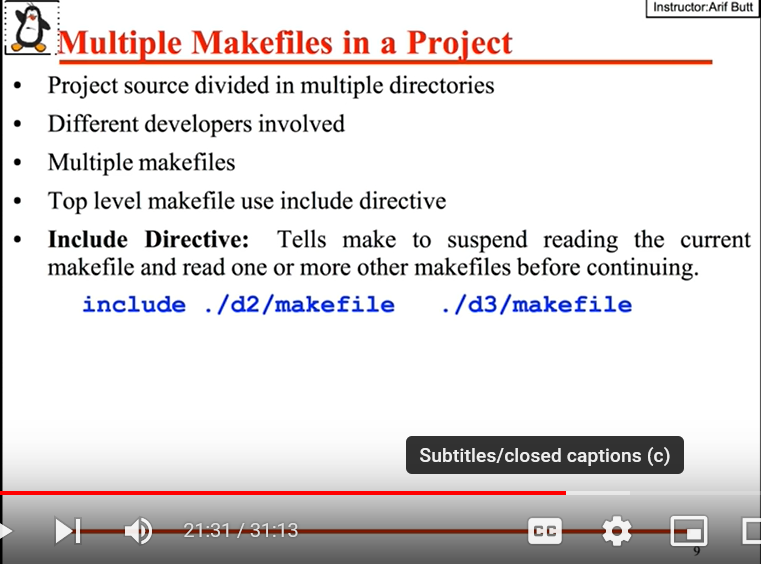 Instructor:Arif Butt
Multiple Makefiles in a Project
• Project source divided in multiple directories
• Different developers involved
• Multiple makefiles
• Top level makefile use include directive
• Include Directive: Tells make to suspend reading the current
makefile and read one or more other makefiles before continuing.
include ./d2/makefile ./d3/makefile
Subtitles/closed captions (c)
21:31 / 31:13
CC
9